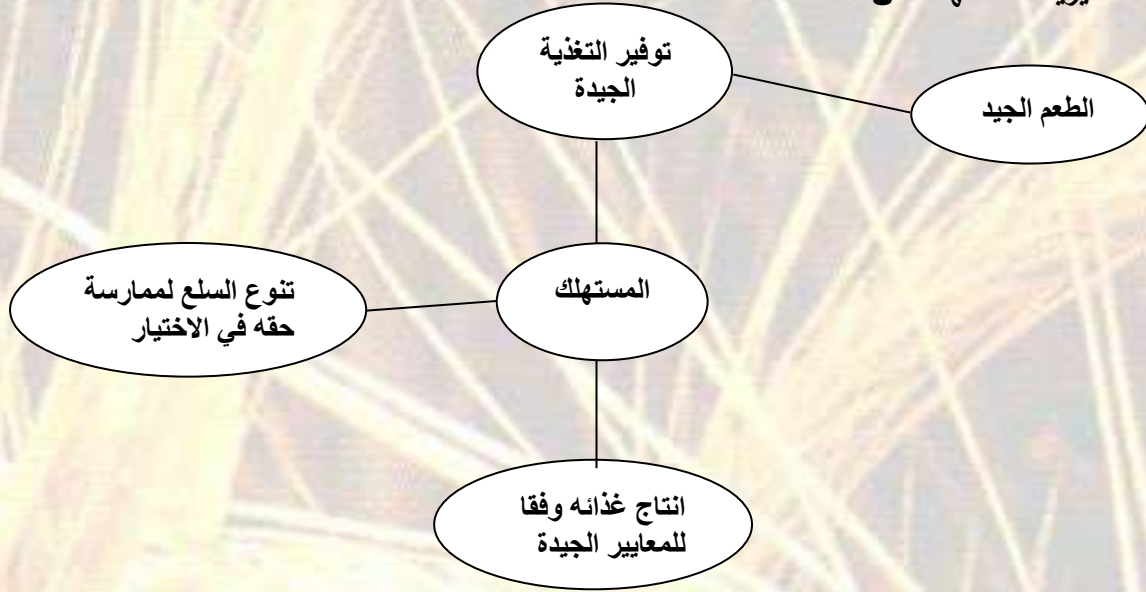 توفير التغذية
الجيدة
الطعم الجيد
تنوع السلع لممارسة
حقه في الاختيار
المستهلك
انتاج غذائه وفقا
للمعايير الجيدة